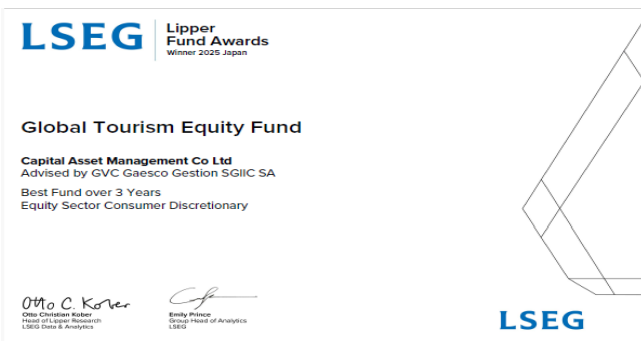 LSEG
Lipper
Fund Awards
Winner 2025 Japan
Global Tourism Equity Fund
Capital Asset Management Co Ltd
Advised by GVC Gaesco Gestion SGIIC SA
Best Fund over 3 Years
Equity Sector Consumer Discretionary
Otto C. Kober
Otto Christian Kober
Head of Lipper Research
LSEG Data & Analytics
Emily Prince
Group Head of Analytics
LSEG
LSEG